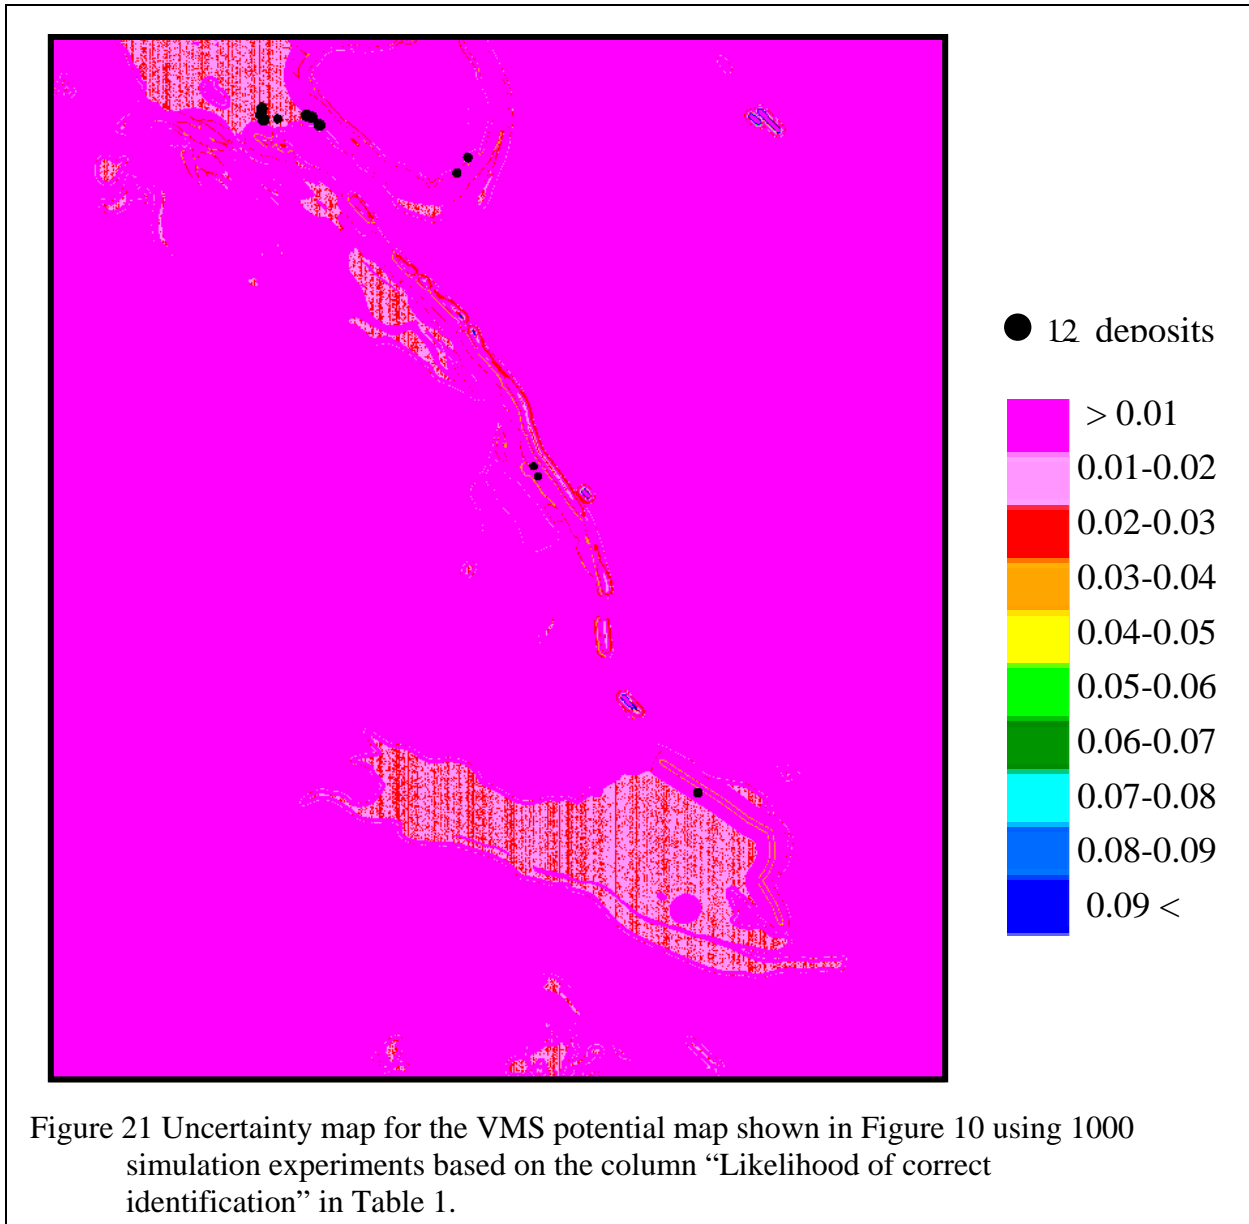 12 deposits
> 0.01
0.01-0.02
0.02-0.03
0.03-0.04
0.04-0.05
0.05-0.06
0.06-0.07
0.07-0.08
0.08-0.09
0.09 <
Figure 21 Uncertainty map for the VMS potential map shown in Figure 10 using 1000
simulation experiments based on the column “Likelihood of correct
identification” in Table 1.